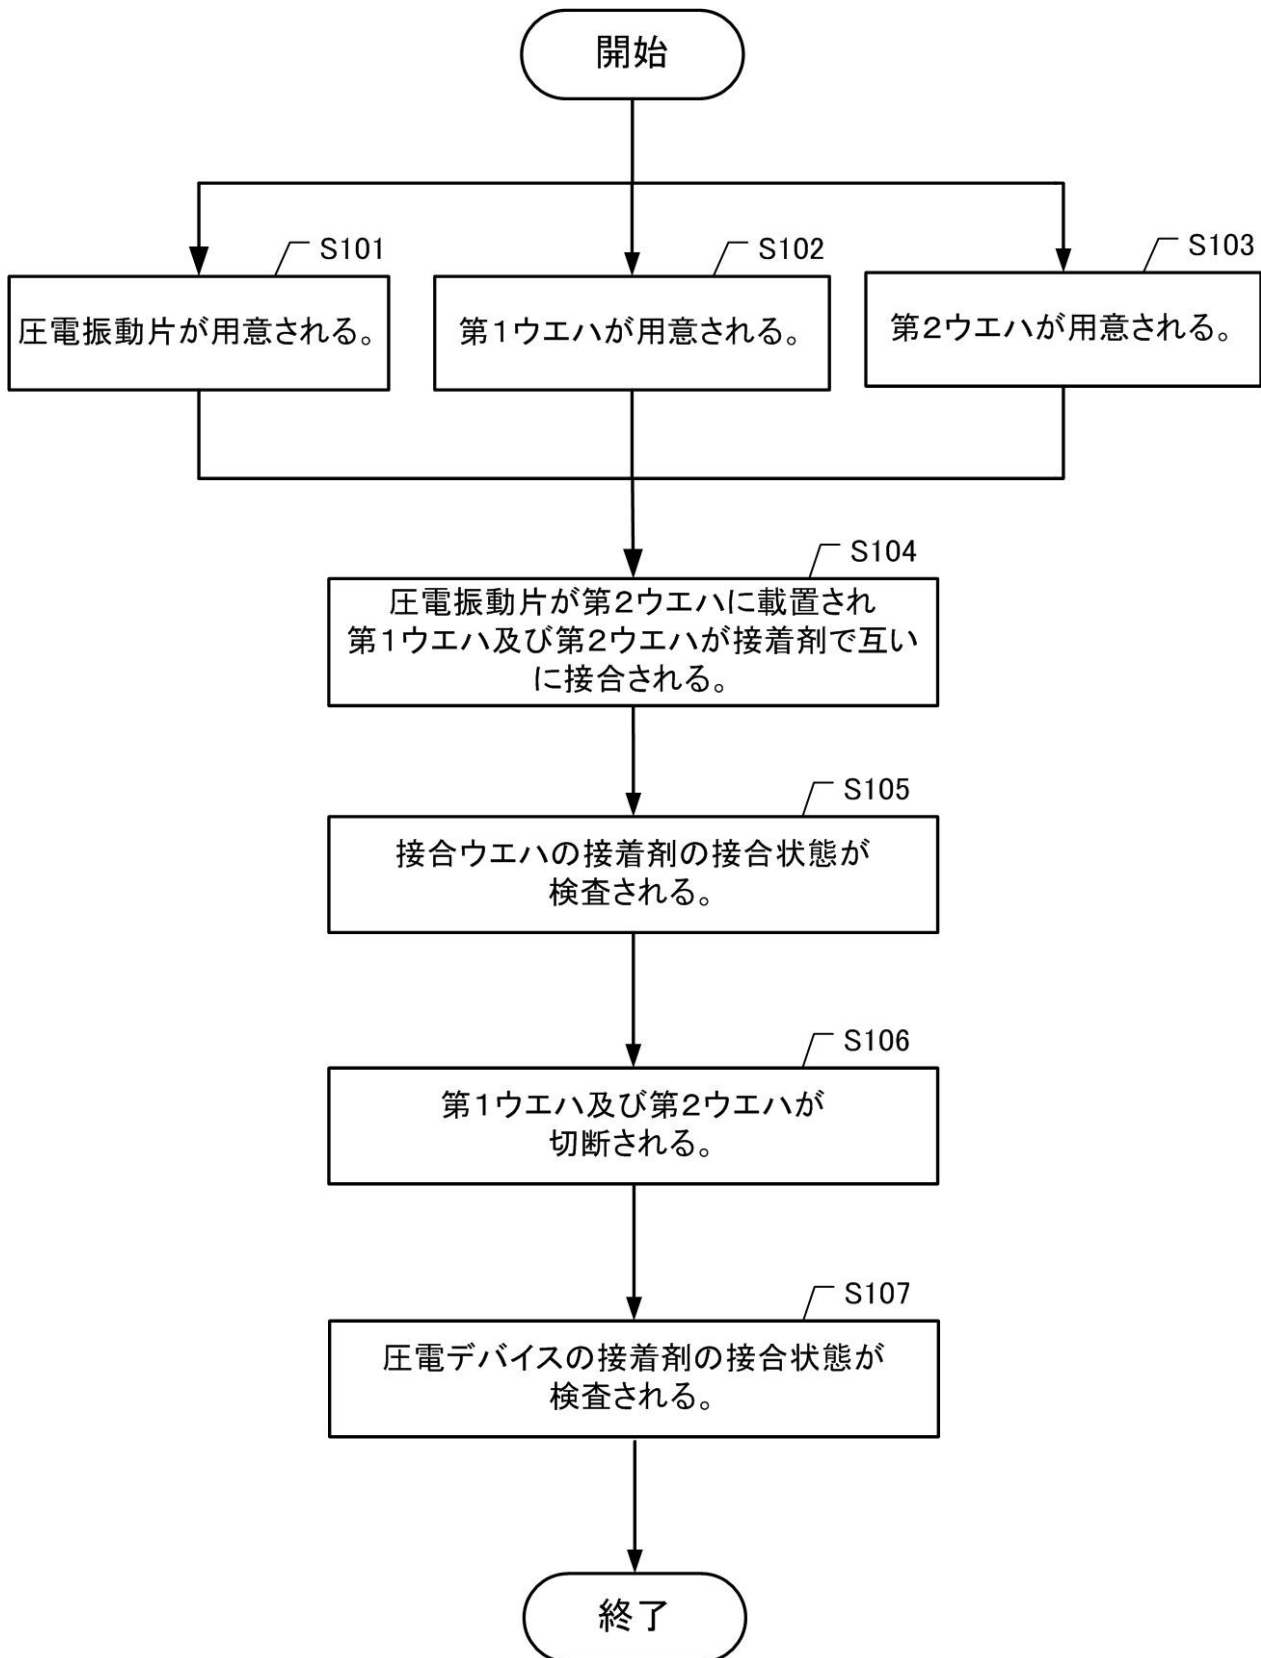 開始
S101
S102
S103
圧電振動片が用意される。
第1ウエハが用意される。
第2ウエハが用意される。
S104
圧電振動片が第2ウエハに載置され
第1ウエハ及び第2ウエハが接着剤で互い
に接合される。
S105
接合ウエハの接着剤の接合状態が
検査される。
S106
第1ウエハ及び第2ウエハが
切断される。
S107
圧電デバイスの接着剤の接合状態が
検査される。
終了